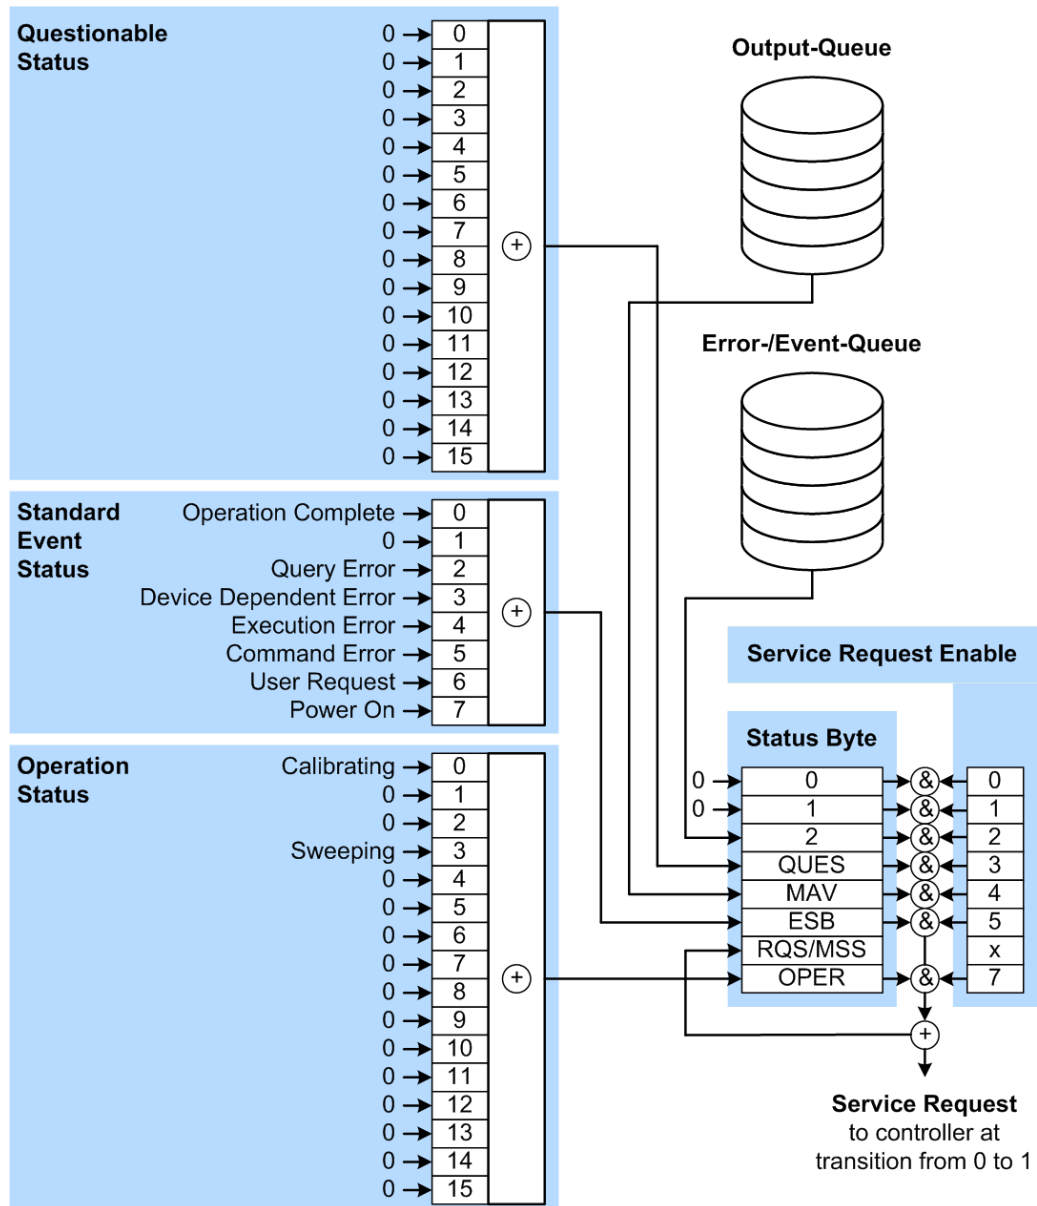 Questionable
Status
0 0
0 1
0 2
0 3
0 4
0 5
0 6
0 7
0 8
0 9
0 10
0 11
0 12
0 13
0 14
0 15
+
Output-Queue
Error-/Event-Queue
Standard
Event
Status
Operation Complete 0
0 1
Query Error 2
Device Dependent Error 3
Execution Error 4
Command Error 5
User Request 6
Power On 7
+
Operation
Status
Calibrating 0
0 1
0 2
Sweeping 3
0 4
0 5
0 6
0 7
0 8
0 9
0 10
0 11
0 12
0 13
0 14
0 15
+
Service Request Enable
Status Byte
0 0 & 0
0 1 & 1
2 & 2
QUES & 3
MAV & 4
ESB & 5
RQS/MSS x
OPER & 7
+
Service Request
to controller at
transition from 0 to 1